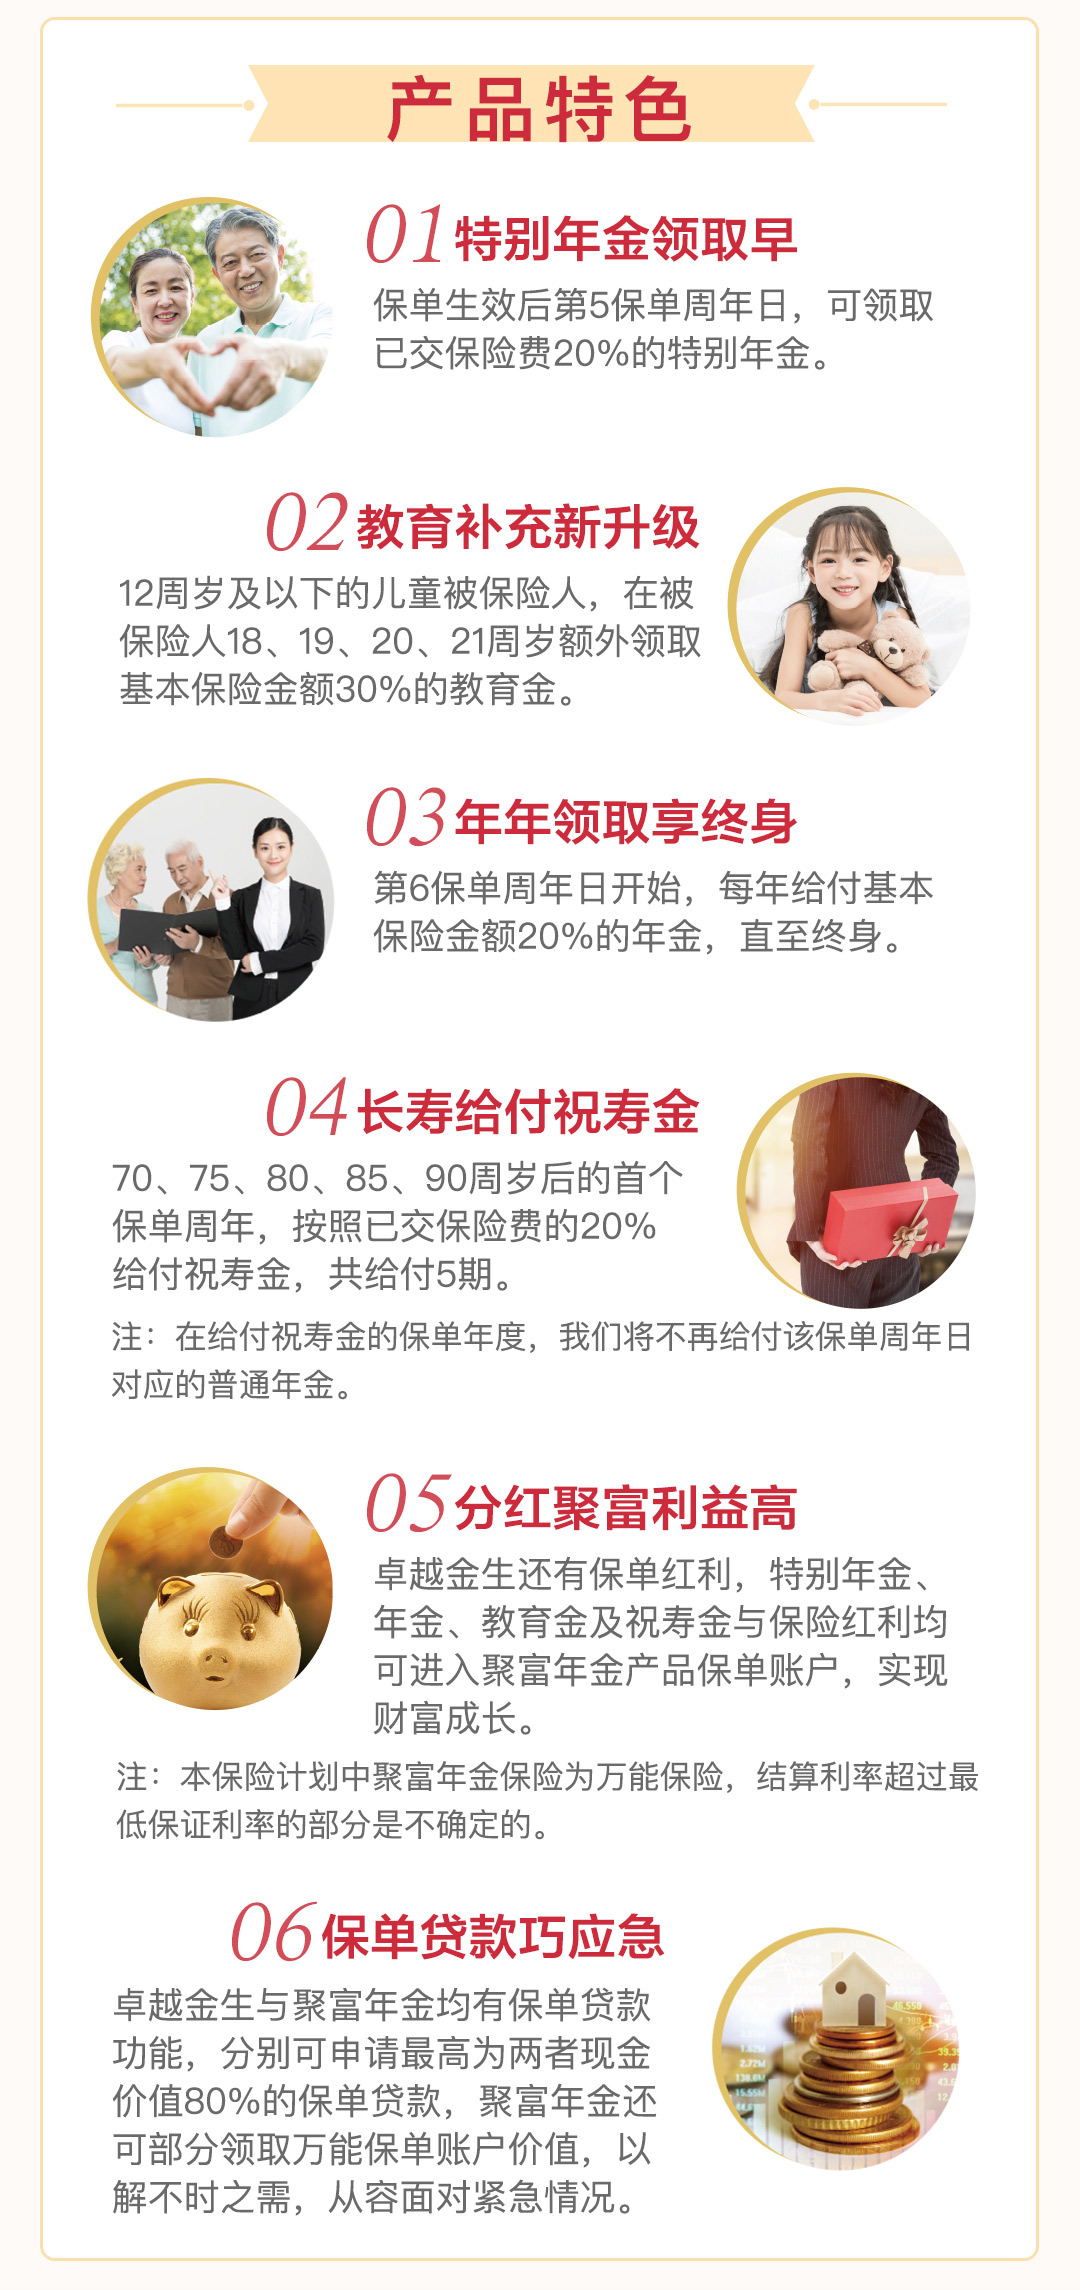 产品特色
01特别年金领取早
保单生效后第5保单周年日，可领取
已交保险费20%的特别年金。
02教育补充新升级
12周岁及以下的儿童被保险人，在被
保险人18、19、20、21周岁额外领取
基本保险金额30%的教育金。
03年年领取享终身
第6保单周年日开始，每年给付基本
保险金额20%的年金，直至终身。
04长寿给付祝寿金
70、75、80、85、90周岁后的首个
保单周年，按照已交保险费的20%
给付祝寿金，共给付5期。
注：在给付祝寿金的保单年度，我们将不再给付该保单周年日
对应的普通年金。
05分红聚富利益高
卓越金生还有保单红利，特别年金、
年金、教育金及祝寿金与保险红利均
可进入聚富年金产品保单账户，实现
财富成长。
注：本保险计划中聚富年金保险为万能保险，结算利率超过最
低保证利率的部分是不确定的。
06保单贷款巧应急
卓越金生与聚富年金均有保单贷款
功能，分别可申请最高为两者现金
价值80%的保单贷款，聚富年金还
可部分领取万能保单账户价值，以
解不时之需，从容面对紧急情况。